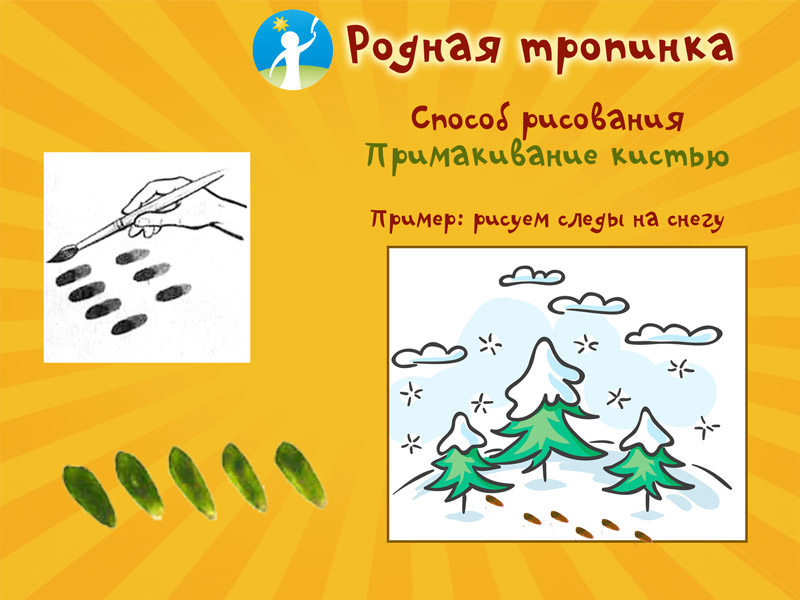 Родная тропинка
Способ рисования
Примакивание кистью
Пример: рисуем следы на снегу